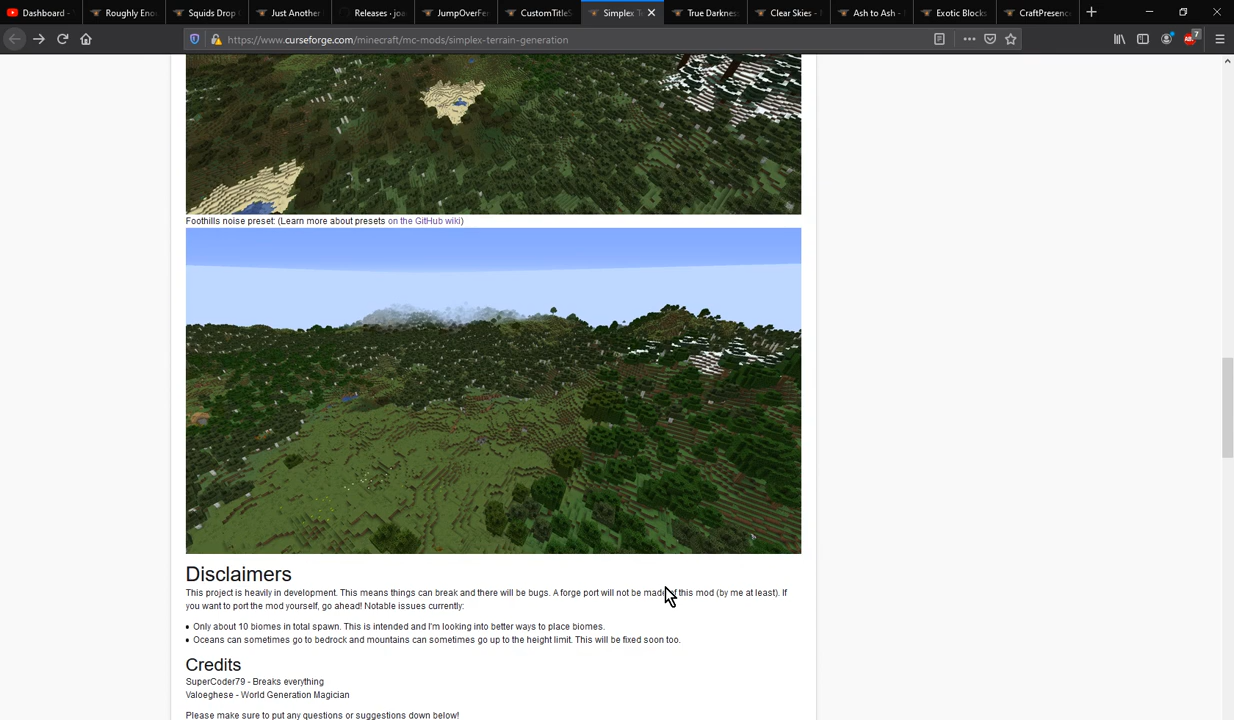 Dashboard -
Roughly Eno
Squids Drop
Just Another
Releases · joa
JumpOverFe
CustomTitleS
Simplex Te
True Darkness
Clear Skies -
Ash to Ash -
Exotic Blocks
CraftPresence
https://www.curseforge.com/minecraft/mc-mods/simplex-terrain-generation
7
Foothills noise preset: (Learn more about presets on the GitHub wiki)
Disclaimers
This project is heavily in development. This means things can break and there will be bugs. A forge port will not be made of this mod (by me at least). If
you want to port the mod yourself, go ahead! Notable issues currently:
• Only about 10 biomes in total spawn. This is intended and I'm looking into better ways to place biomes.
• Oceans can sometimes go to bedrock and mountains can sometimes go up to the height limit. This will be fixed soon too.
Credits
SuperCoder79 - Breaks everything
Valoeghese - World Generation Magician
Please make sure to put any questions or suggestions down below!